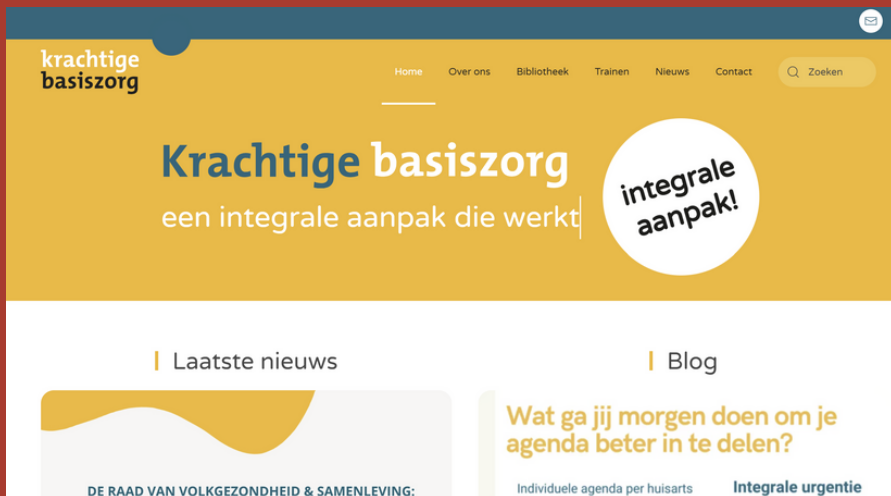 krachtige
basiszorg
Home Over ons Bibliotheek Trainen Nieuws Contact Zoeken
Krachtige basiszorg
een integrale aanpak die werkt
integrale
aanpak!
Laatste nieuws
DE RAAD VAN VOLKGEZONDHEID & SAMENLEVING:
Blog
Wat ga jij morgen doen om je
agenda beter in te delen?
Individuele agenda per huisarts
Integrale urgentie